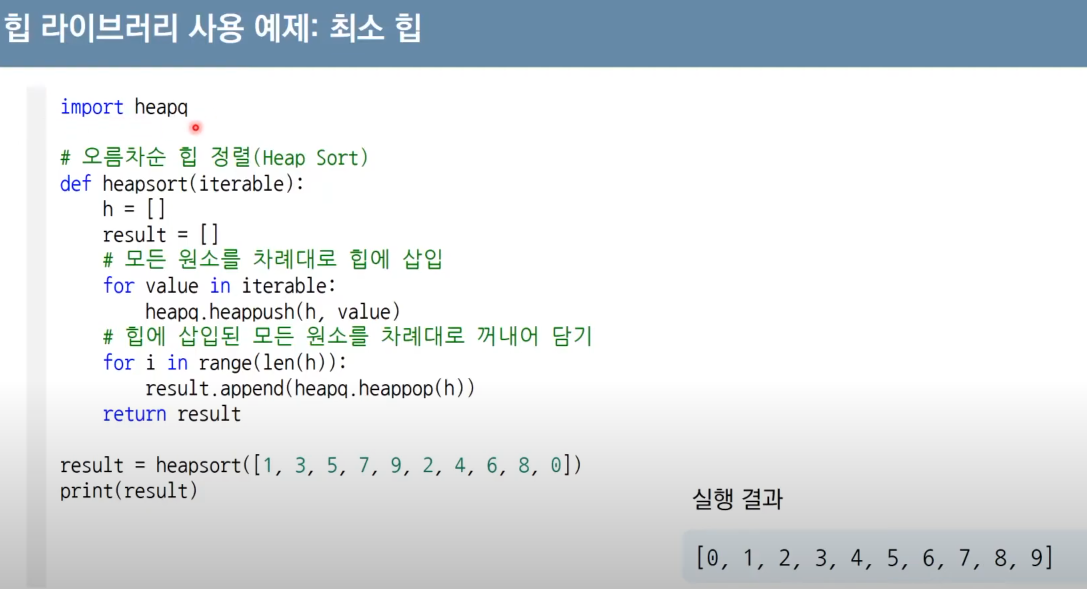 힙 라이브러리 사용 예제: 최소 힙
import heapq
# 오름차순 힙 정렬(Heap Sort)
def heapsort(iterable):
    h = []
    result = []
    # 모든 원소를 차례대로 힙에 삽입
    for value in iterable:
        heapq.heappush(h, value)
    # 힙에 삽입된 모든 원소를 차례대로 꺼내어 담기
    for i in range(len(h)):
        result.append(heapq.heappop(h))
    return result
result = heapsort([1, 3, 5, 7, 9, 2, 4, 6, 8, 0])
print(result)
실행 결과
[0, 1, 2, 3, 4, 5, 6, 7, 8, 9]